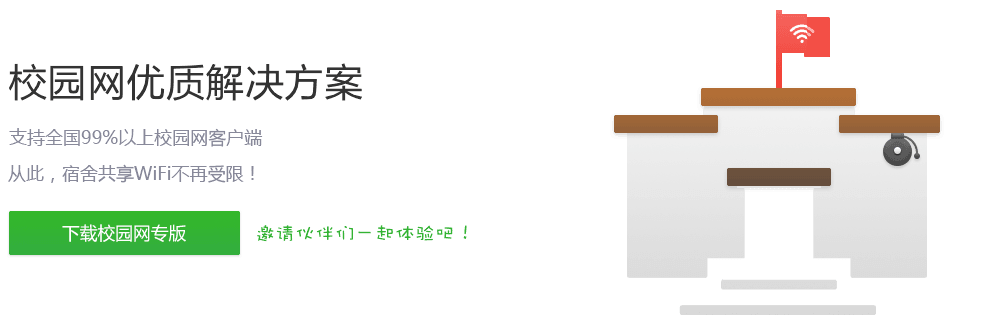 校园网优质解决方案
支持全国99%以上校园网客户端
从此，宿舍共享WiFi不再受限！
下载校园网专版
邀请伙伴们一起体验吧！